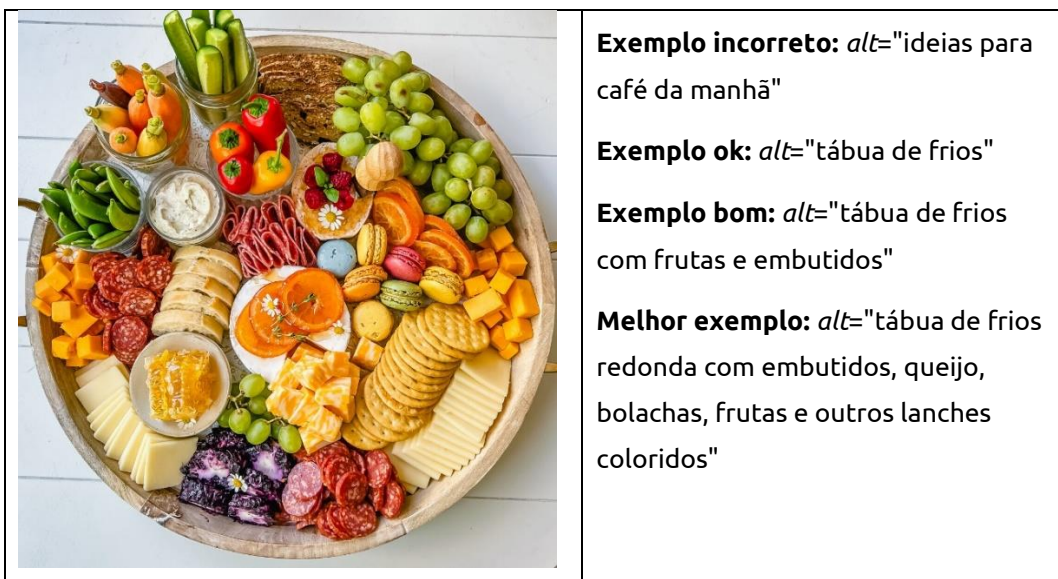 Exemplo incorreto: alt="ideias para
café da manhã"
Exemplo ok: alt="tábua de frios"
Exemplo bom: alt="tábua de frios
com frutas e embutidos"
Melhor exemplo: alt="tábua de frios
redonda com embutidos, queijo,
bolachas, frutas e outros lanches
coloridos"